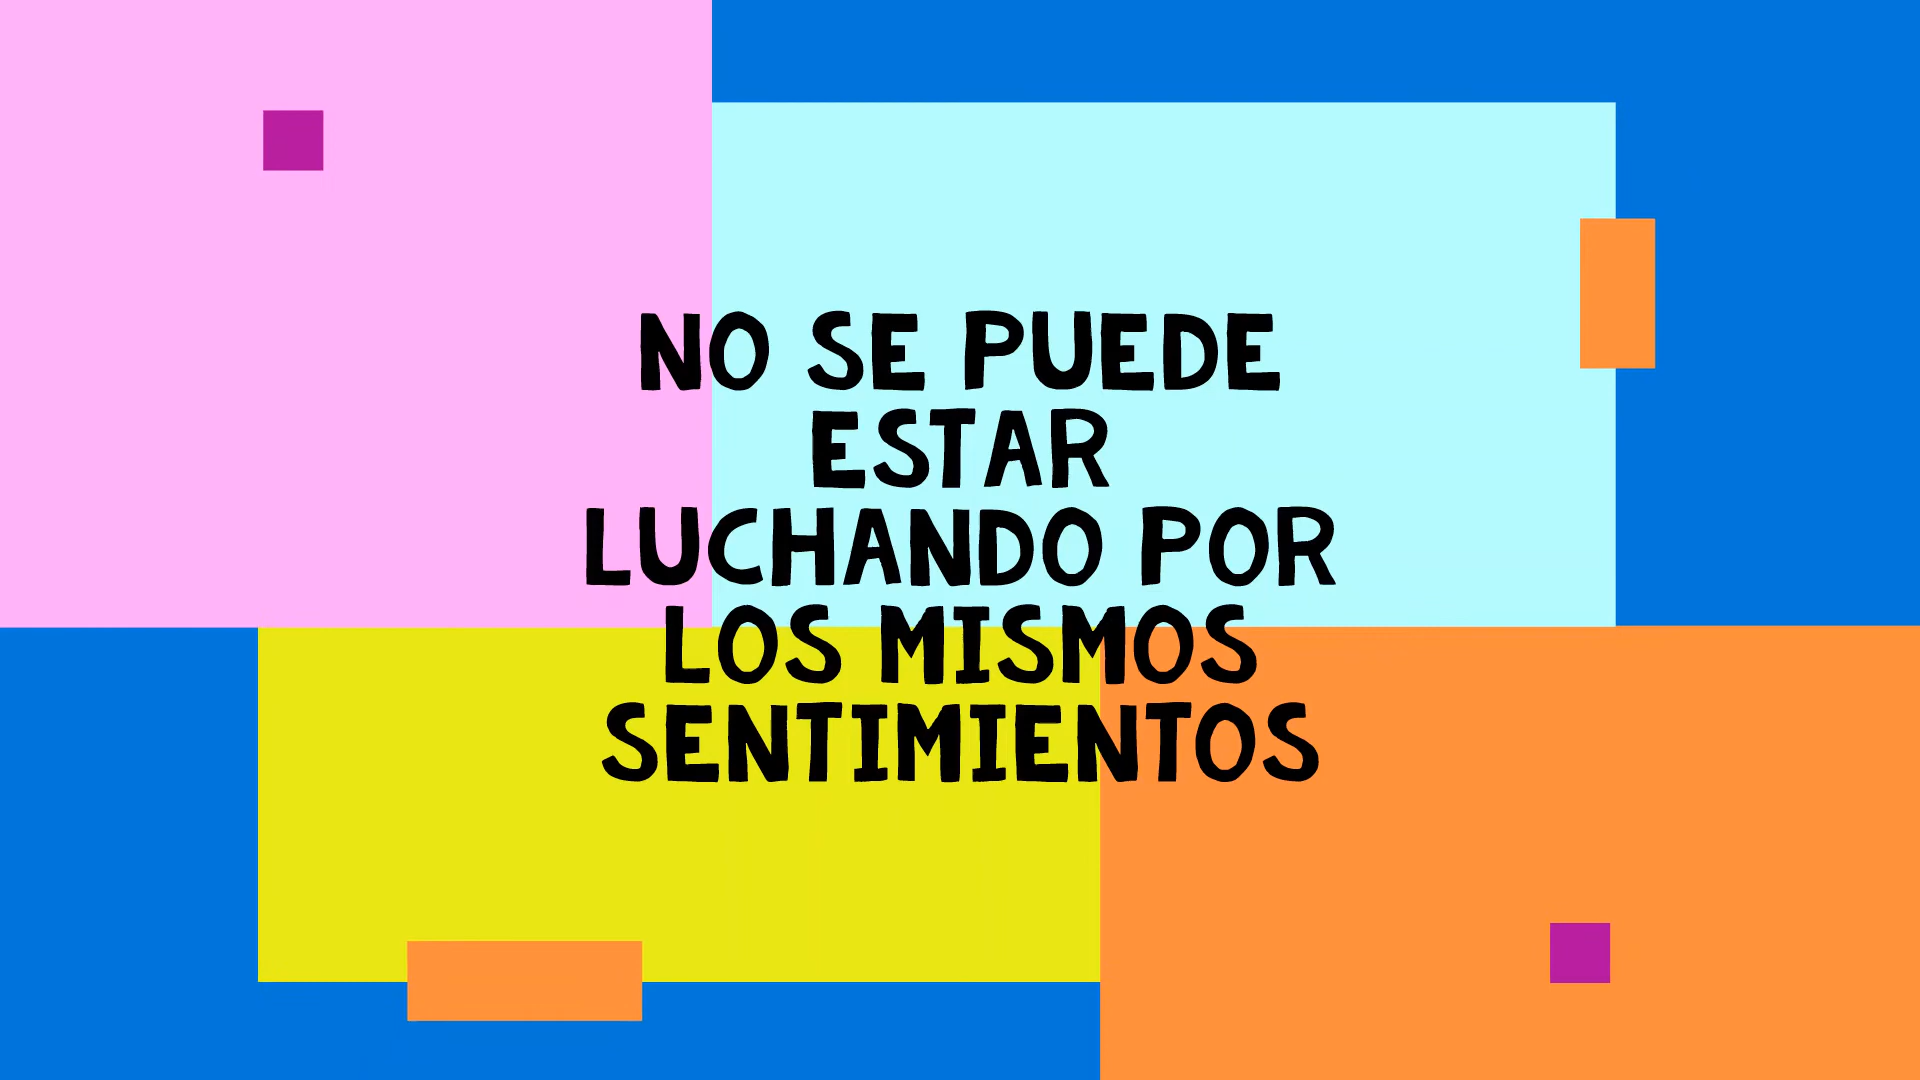 NO SE PUEDE
ESTAR
LUCHANDO POR
LOS MISMOS
SENTIMIENTOS